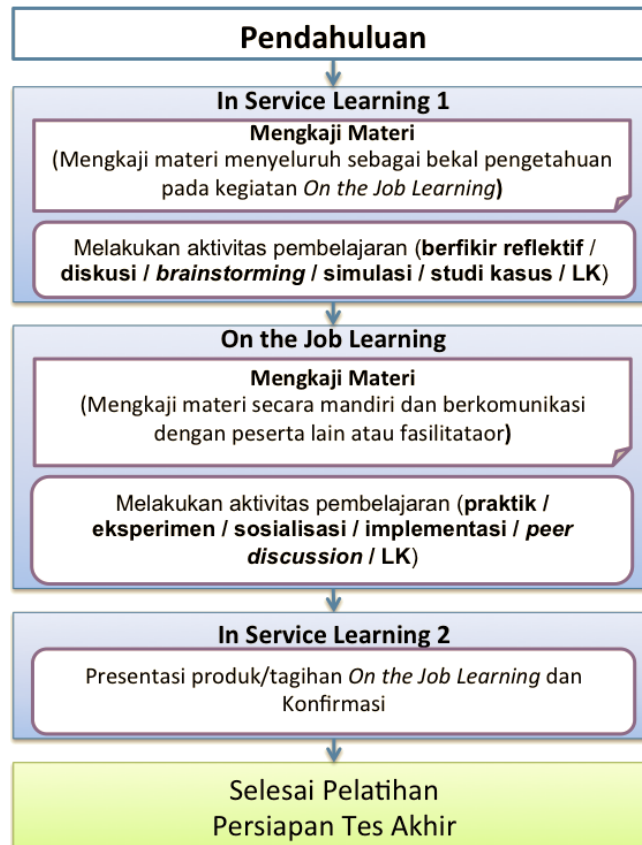 Pendahuluan
In Service Learning 1
Mengkaji Materi
(Mengkaji materi menyeluruh sebagai bekal pengetahuan
pada kegiatan On the Job Learning)
Melakukan aktivitas pembelajaran (berfikir reflektif /
diskusi / brainstorming / simulasi / studi kasus / LK)
On the Job Learning
Mengkaji Materi
(Mengkaji materi secara mandiri dan berkomunikasi
dengan peserta lain atau fasilitataor)
Melakukan aktivitas pembelajaran (praktik /
eksperimen / sosialisasi / implementasi / peer
discussion / LK)
In Service Learning 2
Presentasi produk/tagihan On the Job Learning dan
Konfirmasi
Selesai Pelatihan
Persiapan Tes Akhir